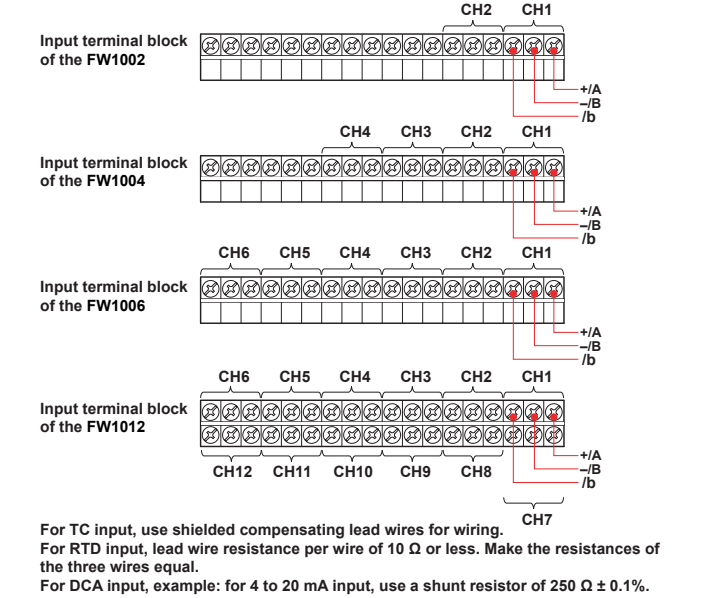 CH2 CH1
Input terminal block
of the FW1002
+/A
–/B
/b
CH4 CH3 CH2 CH1
Input terminal block
of the FW1004
+/A
–/B
/b
CH6 CH5 CH4 CH3 CH2 CH1
Input terminal block
of the FW1006
+/A
–/B
/b
CH6 CH5 CH4 CH3 CH2 CH1
Input terminal block
of the FW1012
+/A
–/B
/b
CH12 CH11 CH10 CH9 CH8
CH7
For TC input, use shielded compensating lead wires for wiring.
For RTD input, lead wire resistance per wire of 10 Ω or less. Make the resistances of
the three wires equal.
For DCA input, example: for 4 to 20 mA input, use a shunt resistor of 250 Ω ± 0.1%.